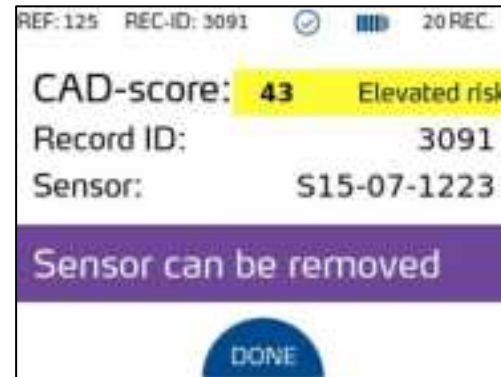 REF: 125 REC-ID: 3091 20 REC.
CAD-score: 43 Elevated risk
Record ID: 3091
Sensor: S15-07-1223
Sensor can be removed
DONE